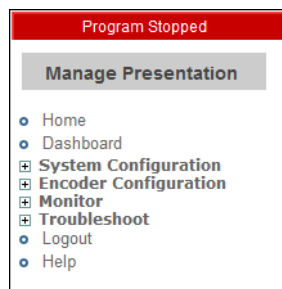 Program Stopped
Manage Presentation
Home
Dashboard
System Configuration
Encoder Configuration
Monitor
Troubleshoot
Logout
Help